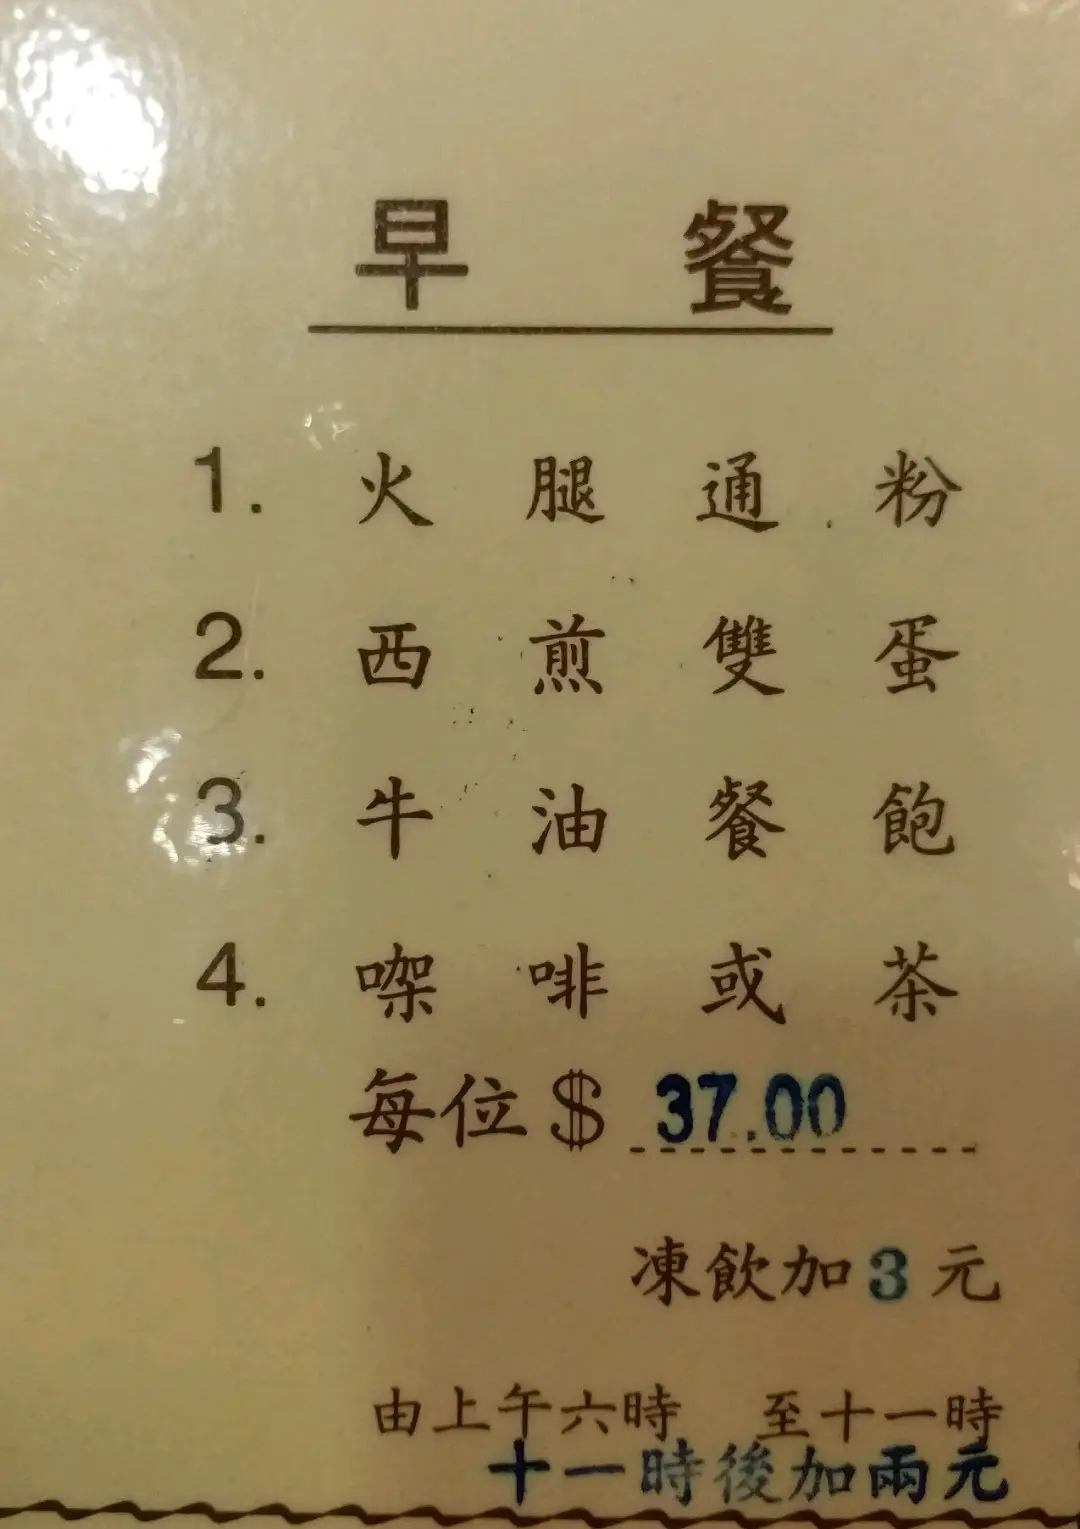 早餐
1. 火腿通粉
2. 西煎雙蛋
3. 牛油餐飽
4. 㗎啡或茶
每位$ 37.00
凍飲加3元
由上午六時 至十一時
十一時後加兩元